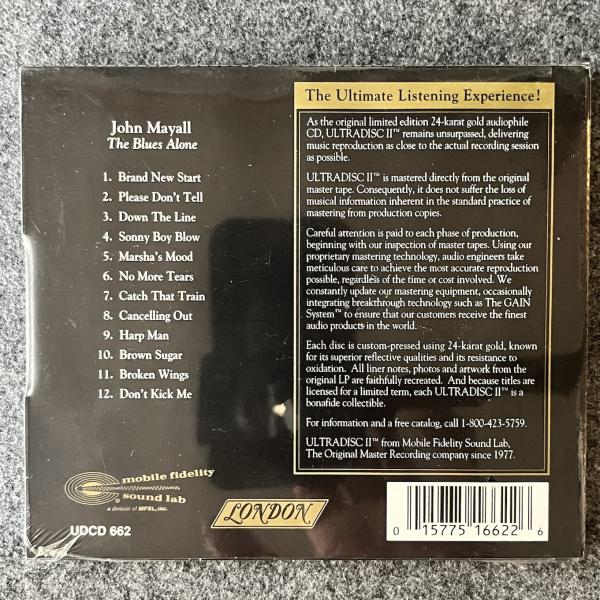 John Mayall
The Blues Alone
1. Brand New Start
2. Please Don't Tell
3. Down The Line
4. Sonny Boy Blow
5. Marsha's Mood
6. No More Tears
7. Catch That Train
8. Cancelling Out
9. Harp Man
10. Brown Sugar
11. Broken Wings
12. Don't Kick Me
The Ultimate Listening Experience!
As the original limited edition 24-karat gold audiophile
CD, ULTRADISC II™ remains unsurpassed, delivering
music reproduction as close to the actual recording session
as possible.
ULTRADISC II™ is mastered directly from the original
master tape. Consequently, it does not suffer the loss of
musical information inherent in the standard practice of
mastering from production copies.
Careful attention is paid to each phase of production,
beginning with our inspection of master tapes. Using our
proprietary mastering technology, audio engineers take
meticulous care to achieve the most accurate reproduction
possible, regardless of the time or cost involved. We
constantly update our mastering equipment, occasionally
integrating breakthrough technology such as The GAIN
System™ to ensure that our customers receive the finest
audio products in the world.
Each disc is custom-pressed using 24-karat gold, known
for its superior reflective qualities and its resistance to
oxidation. All liner notes, photos and artwork from the
original LP are faithfully recreated. And because titles are
licensed for a limited term, each ULTRADISC II™ is a
bonafide collectible.
For information and a free catalog, call 1-800-423-5759.
ULTRADISC II™ from Mobile Fidelity Sound Lab,
The Original Master Recording company since 1977.
mobile fidelity
sound lab
a division of MFSL, INC.
UDCD 662
LONDON
0 15775 16622 6